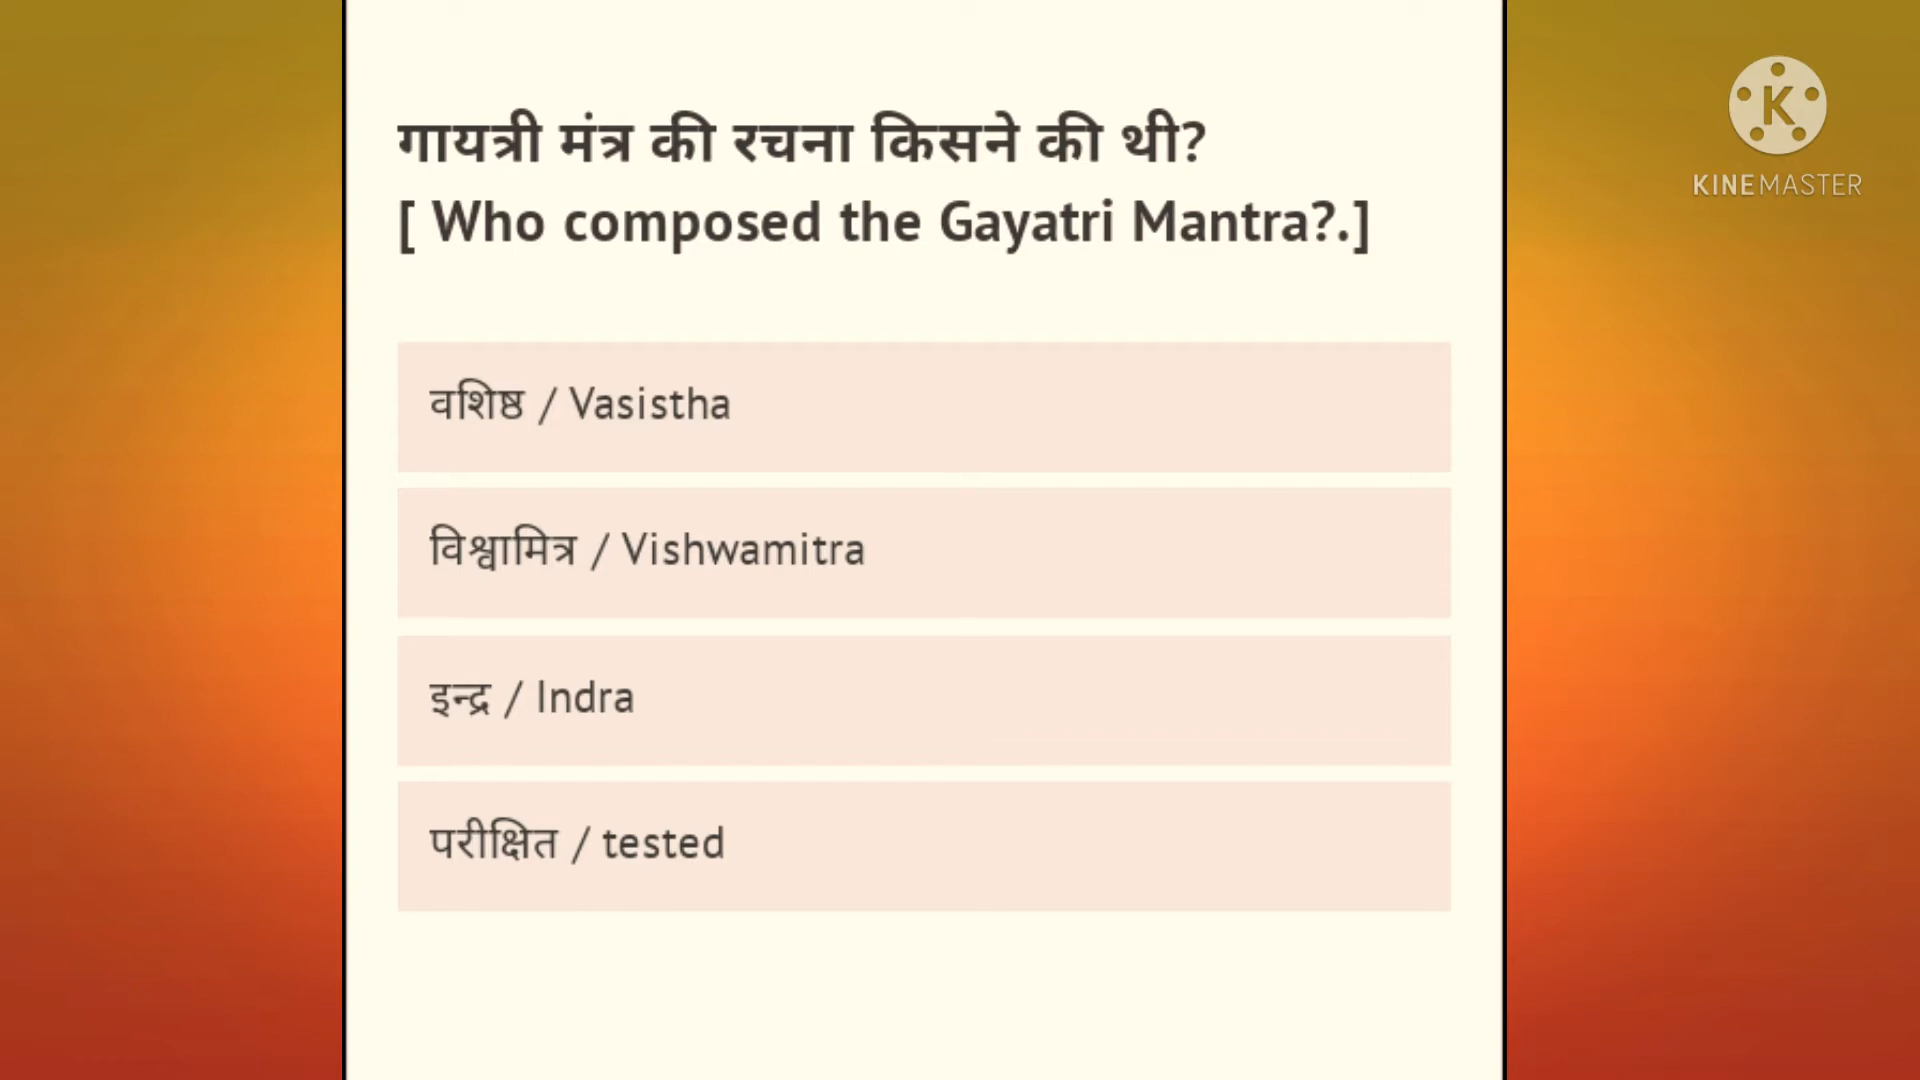 गायत्री मंत्र की रचना किसने की थी?
[ Who composed the Gayatri Mantra?.]
वशिष्ठ / Vasistha
विश्वामित्र / Vishwamitra
इन्द्र / Indra
परीक्षित / tested
K
KINEMASTER